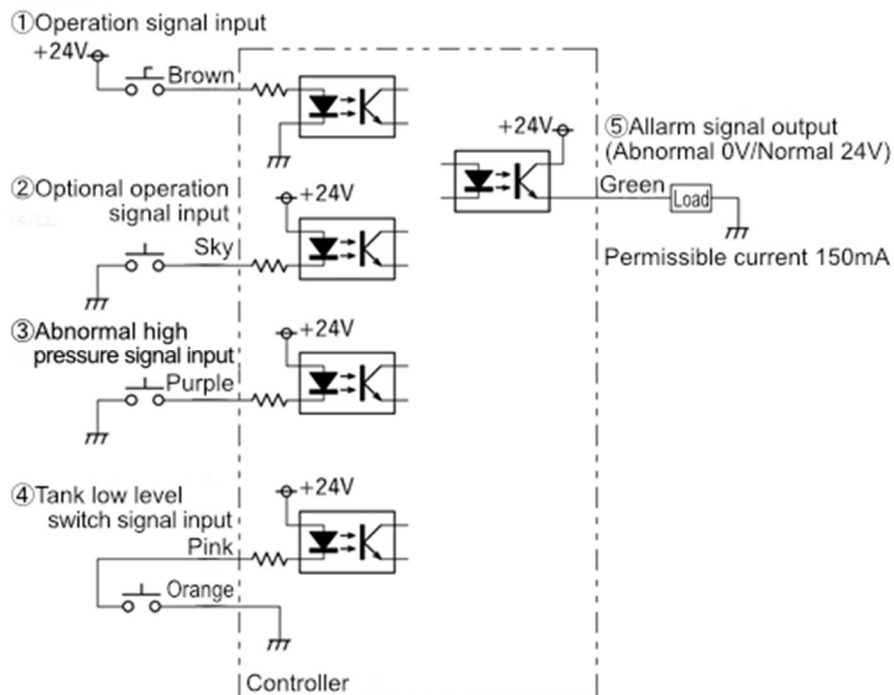 ①Operation signal input
+24V
Brown
②Optional operation
signal input
+24V
Sky
③Abnormal high
pressure signal input
+24V
Purple
④Tank low level
switch signal input
+24V
Pink
Orange
Controller
+24V
⑤Allarm signal output
(Abnormal 0V/Normal 24V)
Green
Load
Permissible current 150mA